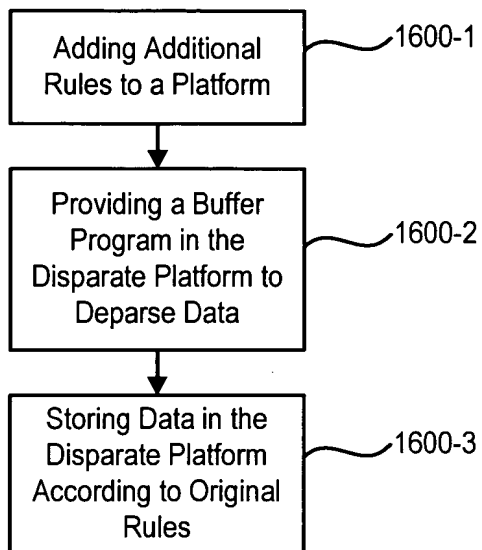 Adding Additional
Rules to a Platform
1600-1
Providing a Buffer
Program in the
Disparate Platform to
Deparse Data
1600-2
Storing Data in the
Disparate Platform
According to Original
Rules
1600-3